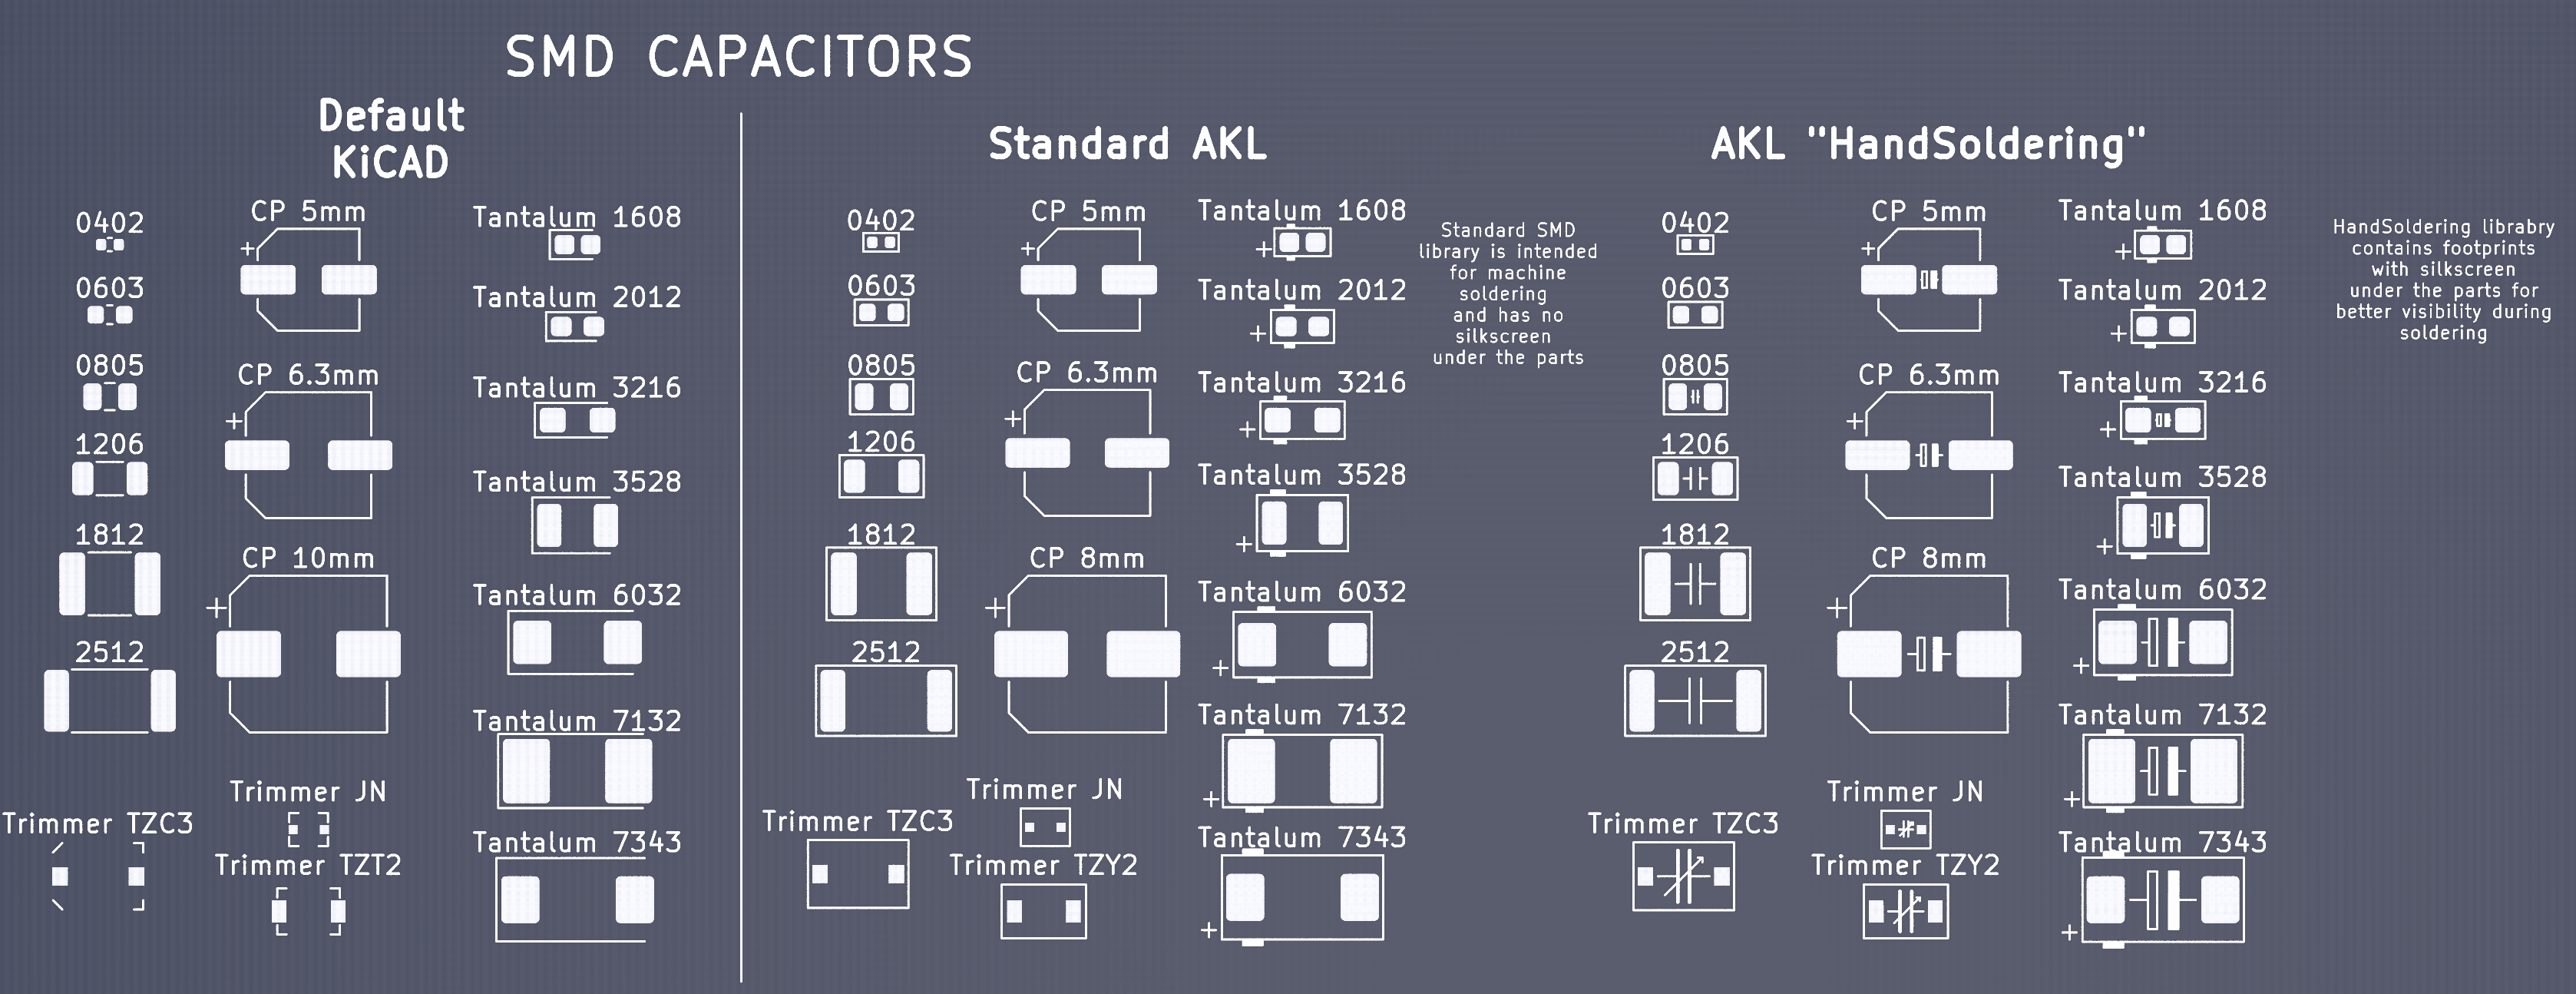 SMD CAPACITORS
Default
KiCAD
0402
0603
0805
1206
1812
2512
Trimmer TZC3
CP 5mm
+
CP 6.3mm
+
CP 10mm
+
Trimmer JN
Trimmer TZT2
Tantalum 1608
Tantalum 2012
Tantalum 3216
Tantalum 3528
Tantalum 6032
Tantalum 7132
Tantalum 7343
Standard AKL
0402
0603
0805
1206
1812
2512
Trimmer TZC3
CP 5mm
+
CP 6.3mm
+
CP 8mm
+
Trimmer JN
Trimmer TZY2
Tantalum 1608
+
Tantalum 2012
+
Tantalum 3216
+
Tantalum 3528
+
Tantalum 6032
+
Tantalum 7132
+
Tantalum 7343
+
Standard SMD
library is intended
for machine
soldering
and has no
silkscreen
under the parts
AKL "HandSoldering"
0402
0603
0805
1206
1812
2512
Trimmer TZC3
CP 5mm
+
CP 6.3mm
+
CP 8mm
+
Trimmer JN
Trimmer TZY2
Tantalum 1608
+
Tantalum 2012
+
Tantalum 3216
+
Tantalum 3528
+
Tantalum 6032
+
Tantalum 7132
+
Tantalum 7343
+
HandSoldering librabry
contains footprints
with silkscreen
under the parts for
better visibility during
soldering